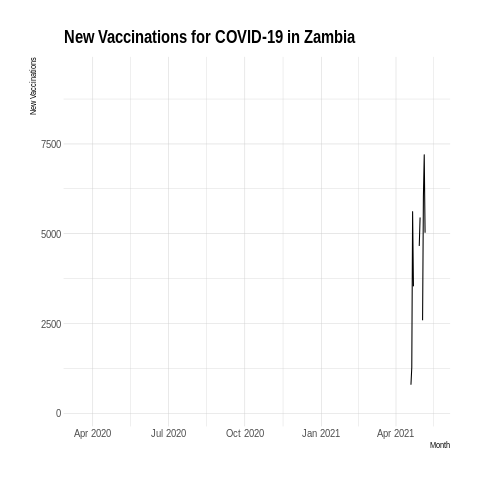 New Vaccinations for COVID-19 in Zambia
New Vaccinations
7500
5000
2500
0
Apr 2020 Jul 2020 Oct 2020 Jan 2021 Apr 2021
Month